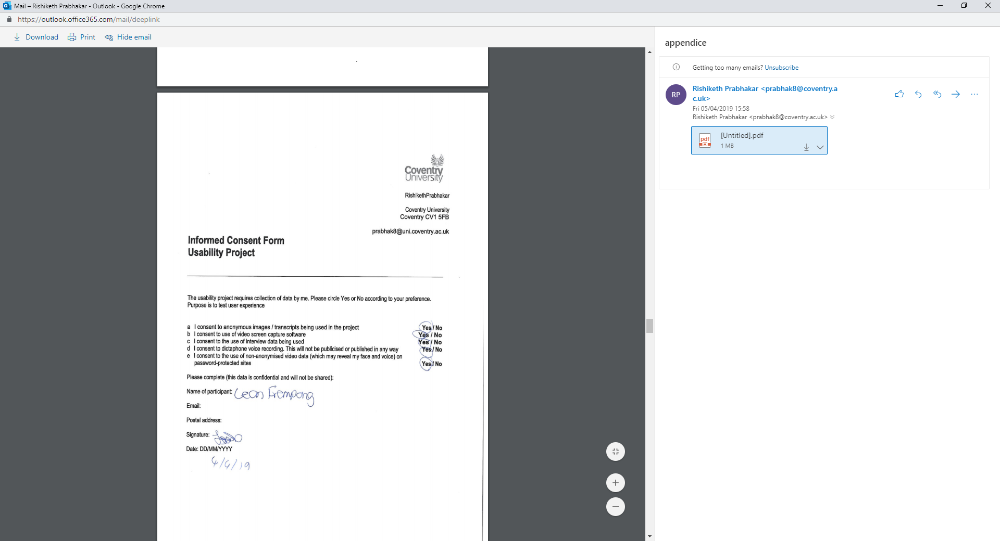 Mail – Rishiketh Prabhakar - Outlook - Google Chrome
https://outlook.office365.com/mail/deeplink
Download Print Hide email
appendice
Getting too many emails? Unsubscribe
RP
Rishiketh Prabhakar <prabhak8@coventry.a
c.uk>
Fri 05/04/2019 15:58
Rishiketh Prabhakar <prabhak8@coventry.ac.uk>
pdf
[Untitled].pdf
1 MB
Coventry
University
RishikethPrabhakar
Coventry University
Coventry CV1 5FB
prabhak8@uni.coventry.ac.uk
Informed Consent Form
Usability Project
The usability project requires collection of data by me. Please circle Yes or No according to your preference.
Purpose is to test user experience
a I consent to anonymous images / transcripts being used in the project Yes / No
b I consent to use of video screen capture software Yes / No
c I consent to the use of interview data being used Yes / No
d I consent to dictaphone voice recording. This will not be publicised or published in any way Yes / No
e I consent to the use of non-anonymised video data (which may reveal my face and voice) on
password-protected sites Yes / No
Please complete (this data is confidential and will not be shared):
Name of participant: Leon Frempong
Email:
Postal address:
Signature:
Date: DD/MM/YYYY
4/4/19